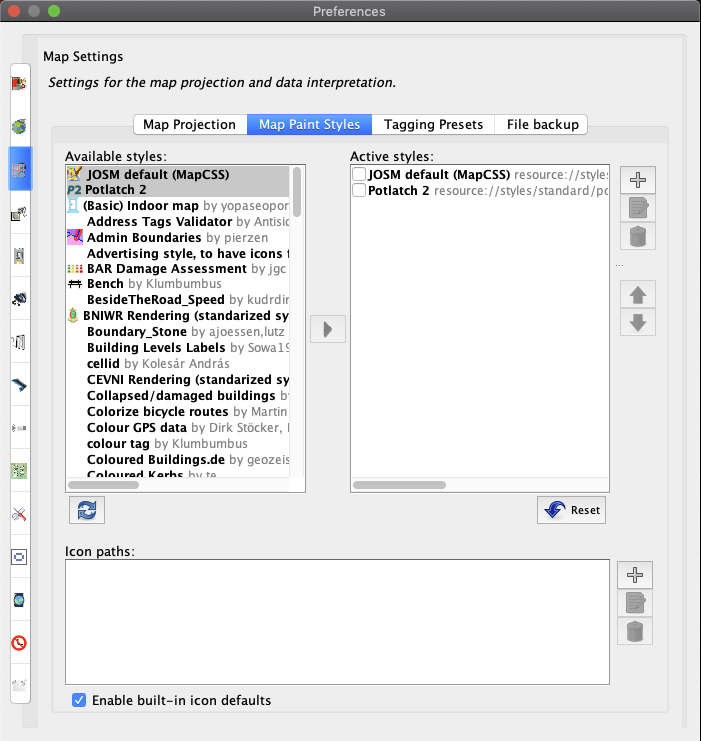 Preferences
Map Settings
Settings for the map projection and data interpretation.
Map Projection
Map Paint Styles
Tagging Presets
File backup
Available styles:
JOSM default (MapCSS)
P2 Potlatch 2
(Basic) Indoor map by yopaseopor
Address Tags Validator by Antisic
Admin Boundaries by pierzen
Advertising style, to have icons f
BAR Damage Assessment by jgc
Bench by Klumbumbus
BesideTheRoad_Speed by kudrdin
BNIWR Rendering (standarized sy
Boundary_Stone by ajoessen,lutz
Building Levels Labels by Sowa19
cellid by Kolesár András
CEVNI Rendering (standarized sy
Collapsed/damaged buildings by
Colorize bicycle routes by Martin
Colour GPS data by Dirk Stöcker,
colour tag by Klumbumbus
Coloured Buildings.de by geozeis
Coloured Kerbs by te
Active styles:
JOSM default (MapCSS) resource://styles
Potlatch 2 resource://styles/standard/po
...
Reset
Icon paths:
Enable built-in icon defaults